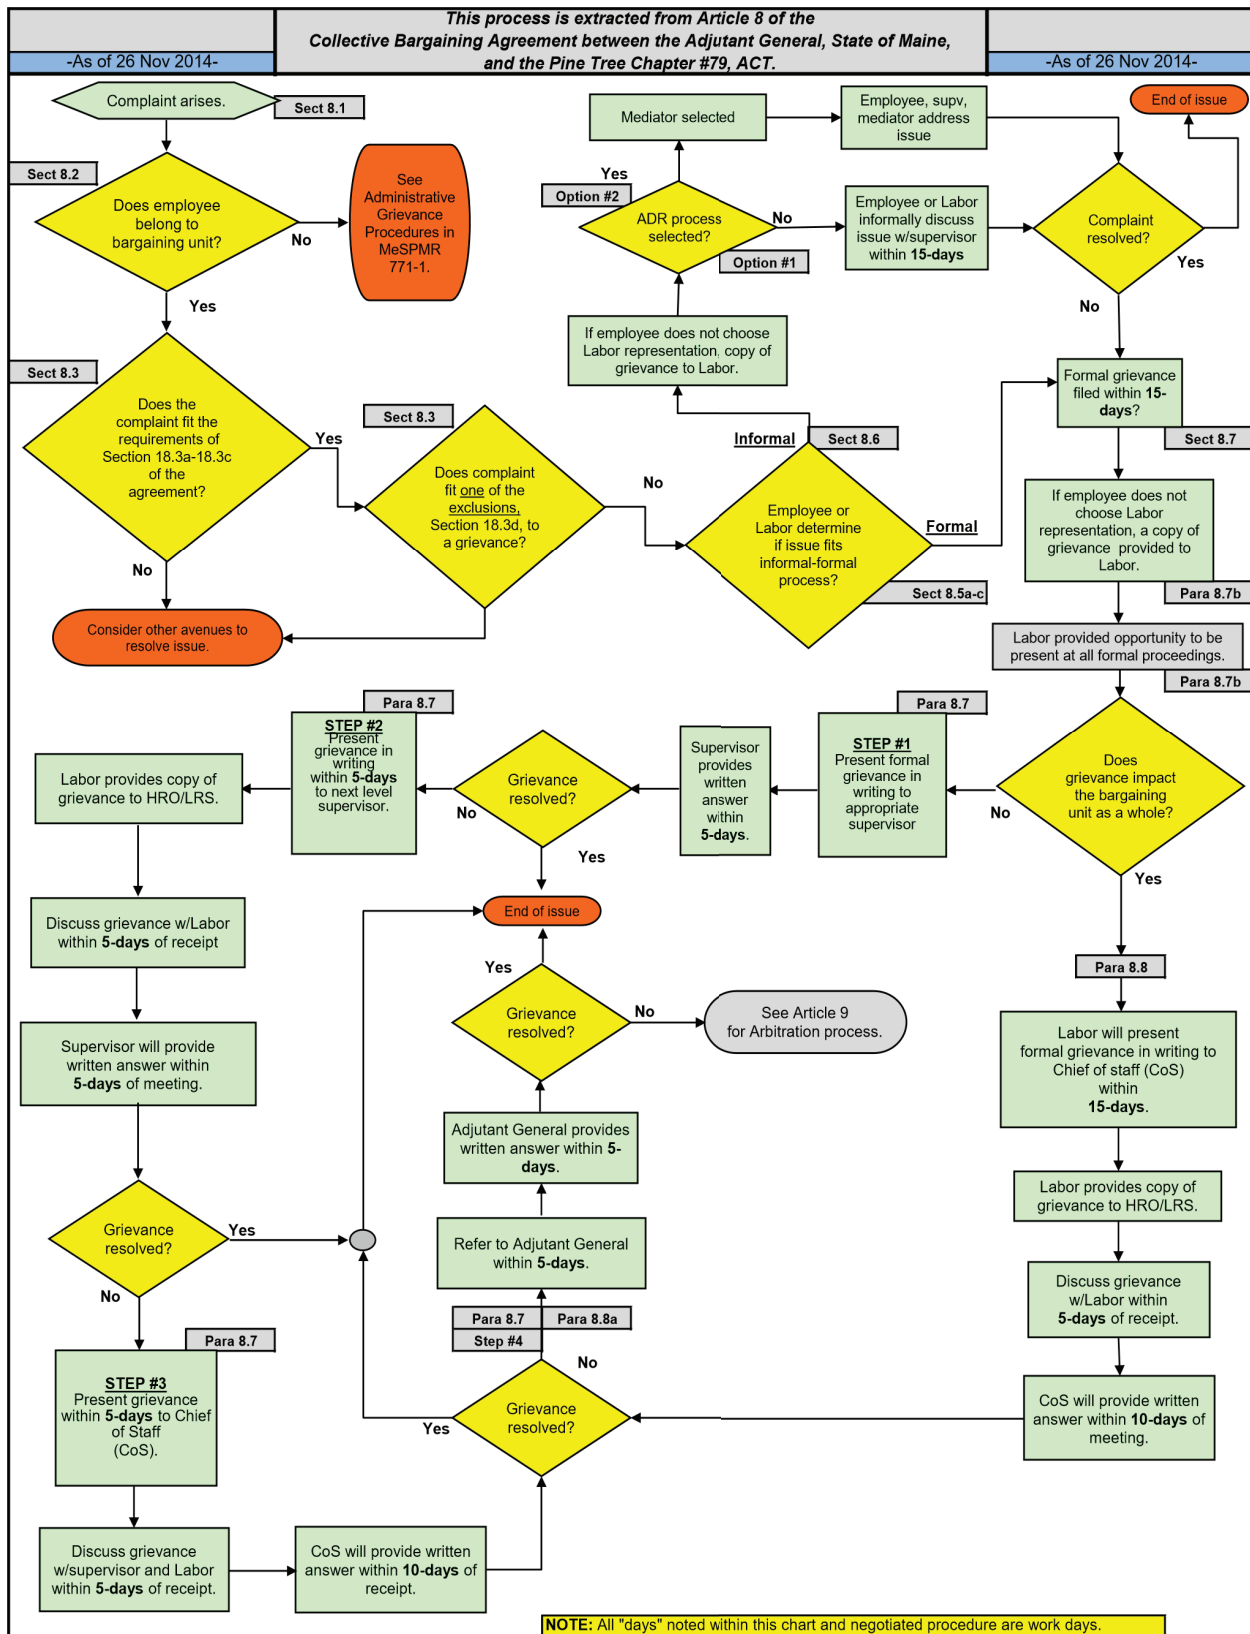 This process is extracted from Article 8 of the
Collective Bargaining Agreement between the Adjutant General, State of Maine,
and the Pine Tree Chapter #79, ACT.
-As of 26 Nov 2014-
-As of 26 Nov 2014-
Complaint arises.
Sect 8.1
Sect 8.2
Does employee
belong to
bargaining unit?
No
Yes
See
Administrative
Grievance
Procedures in
MeSPMR
771-1.
Sect 8.3
Does the
complaint fit the
requirements of
Section 18.3a-18.3c
of the
agreement?
Yes
No
Consider other avenues to
resolve issue.
Sect 8.3
Does complaint
fit one of the
exclusions,
Section 18.3d, to
a grievance?
No
Informal
Sect 8.6
Employee or
Labor determine
if issue fits
informal-formal
process?
Formal
Sect 8.5a-c
If employee does not choose
Labor representation, copy of
grievance to Labor.
Option #2
Yes
ADR process
selected?
No
Option #1
Mediator selected
Employee, supv,
mediator address
issue
Employee or Labor
informally discuss
issue w/supervisor
within 15-days
Complaint
resolved?
Yes
No
End of issue
Formal grievance
filed within 15-
days?
Sect 8.7
If employee does not
choose Labor
representation, a copy of
grievance provided to
Labor.
Para 8.7b
Labor provided opportunity to be
present at all formal proceedings.
Para 8.7b
Does
grievance impact
the bargaining
unit as a whole?
No
Yes
Para 8.7
STEP #1
Present formal
grievance in
writing to
appropriate
supervisor
Supervisor
provides
written
answer
within
5-days.
Grievance
resolved?
No
Yes
Para 8.7
STEP #2
Present
grievance in
writing
within 5-days
to next level
supervisor.
Labor provides copy of
grievance to HRO/LRS.
Discuss grievance w/Labor
within 5-days of receipt
Supervisor will provide
written answer within
5-days of meeting.
Grievance
resolved?
Yes
No
Para 8.7
STEP #3
Present grievance
within 5-days to Chief
of Staff
(CoS).
Discuss grievance
w/supervisor and Labor
within 5-days of receipt.
CoS will provide written
answer within 10-days of
receipt.
End of issue
Yes
Grievance
resolved?
No
See Article 9
for Arbitration process.
Adjutant General provides
written answer within 5-
days.
Refer to Adjutant General
within 5-days.
Para 8.7
Para 8.8a
Step #4
No
Grievance
resolved?
Yes
Para 8.8
Labor will present
formal grievance in writing to
Chief of staff (CoS)
within
15-days.
Labor provides copy of
grievance to HRO/LRS.
Discuss grievance
w/Labor within
5-days of receipt.
CoS will provide written
answer within 10-days of
meeting.
NOTE: All "days" noted within this chart and negotiated procedure are work days.